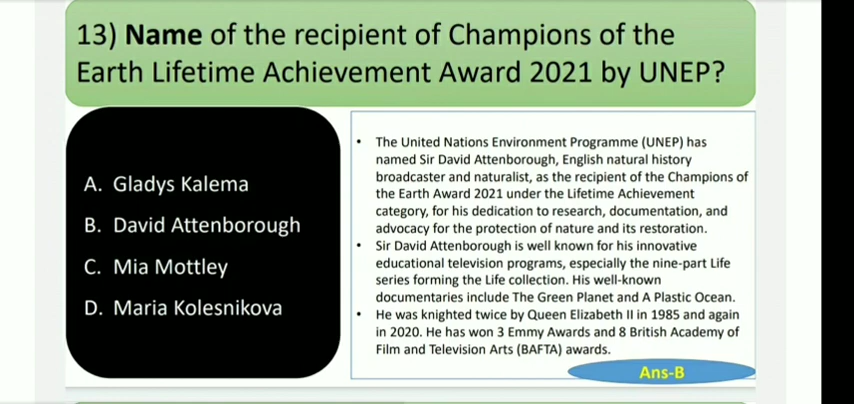 13) Name of the recipient of Champions of the
Earth Lifetime Achievement Award 2021 by UNEP?
A. Gladys Kalema
B. David Attenborough
C. Mia Mottley
D. Maria Kolesnikova
• The United Nations Environment Programme (UNEP) has
named Sir David Attenborough, English natural history
broadcaster and naturalist, as the recipient of the Champions of
the Earth Award 2021 under the Lifetime Achievement
category, for his dedication to research, documentation, and
advocacy for the protection of nature and its restoration.
• Sir David Attenborough is well known for his innovative
educational television programs, especially the nine-part Life
series forming the Life collection. His well-known
documentaries include The Green Planet and A Plastic Ocean.
• He was knighted twice by Queen Elizabeth II in 1985 and again
in 2020. He has won 3 Emmy Awards and 8 British Academy of
Film and Television Arts (BAFTA) awards.
Ans-B